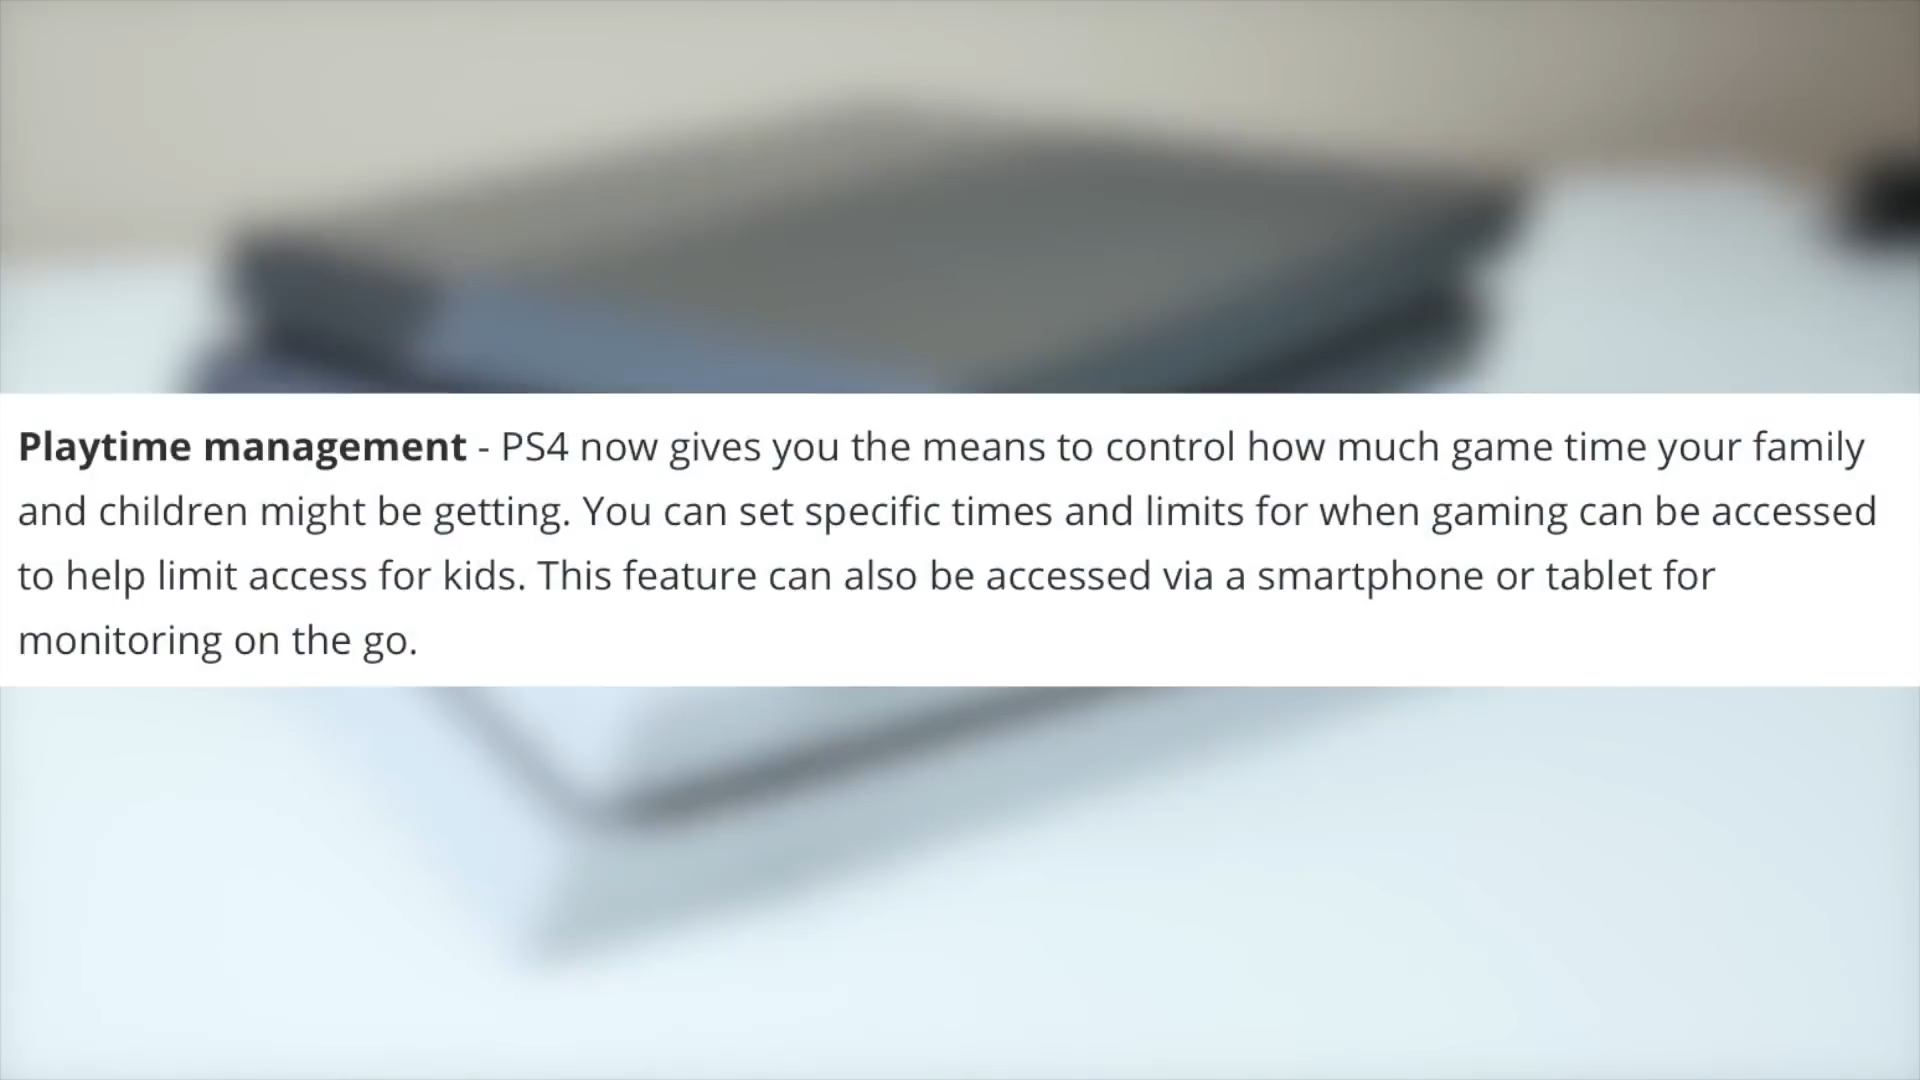 Playtime management - PS4 now gives you the means to control how much game time your family
and children might be getting. You can set specific times and limits for when gaming can be accessed
to help limit access for kids. This feature can also be accessed via a smartphone or tablet for
monitoring on the go.